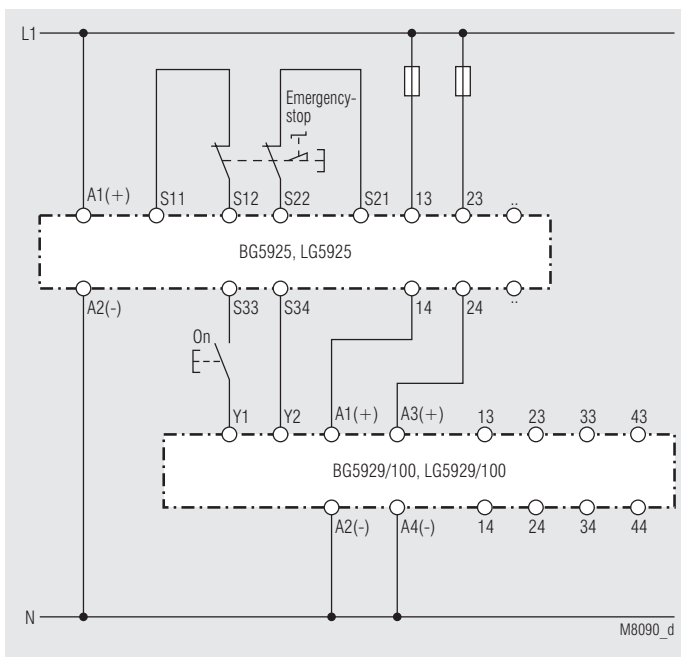 L1
Emergency-
stop
A1(+) S11 S12 S22 S21 13 23 ..
BG5925, LG5925
A2(-) S33 S34 14 24 ..
On
Y1 Y2 A1(+) A3(+) 13 23 33 43
BG5929/100, LG5929/100
A2(-) A4(-) 14 24 34 44
N
M8090_d